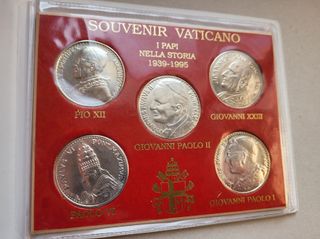 SOUVENIR VATICANO
I PAPI
NELLA STORIA
1939-1995
PIO XII
GIOVANNI XXIII
GIOVANNI PAOLO II
PAOLO VI
GIOVANNI PAOLO I